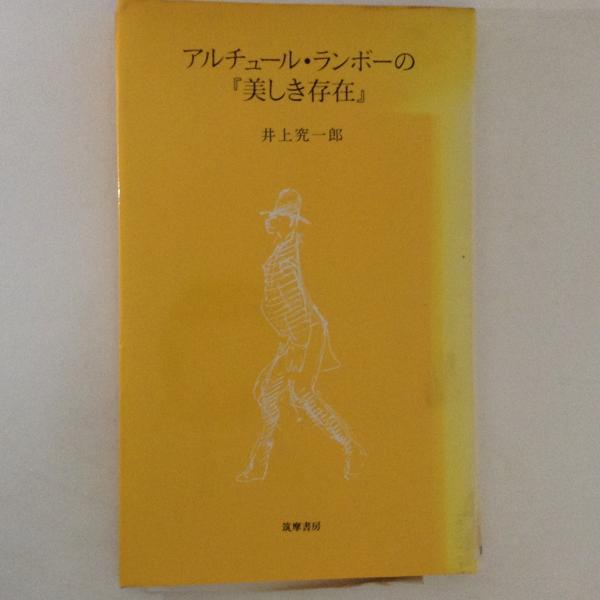 アルチュール・ランボーの
『美しき存在』
井上究一郎
筑摩書房